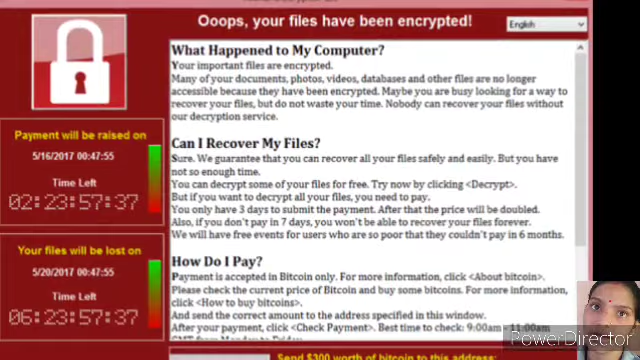 Ooops, your files have been encrypted!
English
What Happened to My Computer?
Your important files are encrypted.
Many of your documents, photos, videos, databases and other files are no longer
accessible because they have been encrypted. Maybe you are busy looking for a way to
recover your files, but do not waste your time. Nobody can recover your files without
our decryption service.
Can I Recover My Files?
Sure. We guarantee that you can recover all your files safely and easily. But you have
not so enough time.
You can decrypt some of your files for free. Try now by clicking <Decrypt>.
But if you want to decrypt all your files, you need to pay.
You only have 3 days to submit the payment. After that the price will be doubled.
Also, if you don't pay in 7 days, you won't be able to recover your files forever.
We will have free events for users who are so poor that they couldn't pay in 6 months.
How Do I Pay?
Payment is accepted in Bitcoin only. For more information, click <About bitcoin>.
Please check the current price of Bitcoin and buy some bitcoins. For more information,
click <How to buy bitcoins>.
And send the correct amount to the address specified in this window.
After your payment, click <Check Payment>. Best time to check: 9:00am - 11:00am
GMT from Monday to Friday.
Payment will be raised on
5/16/2017 00:47:55
Time Left
02:23:57:37
Your files will be lost on
5/20/2017 00:47:55
Time Left
06:23:57:37
Send $300 worth of bitcoin to this address:
PowerDirector